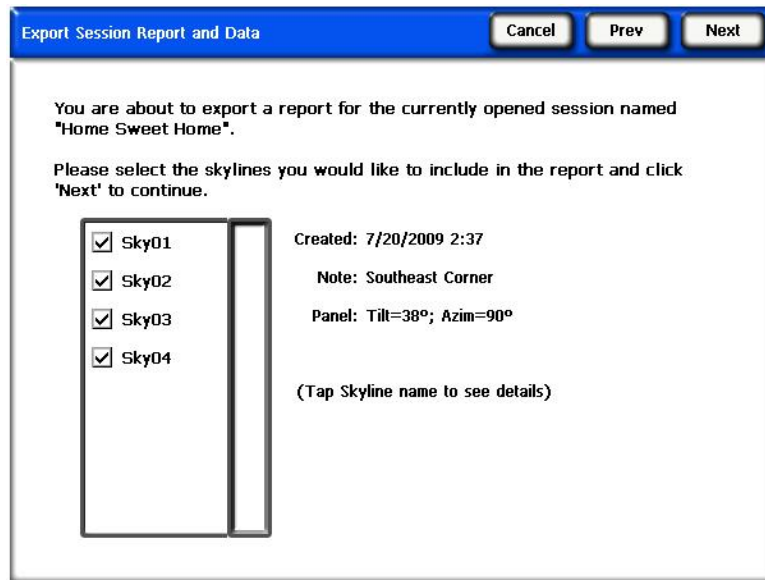 Export Session Report and Data
Cancel
Prev
Next
You are about to export a report for the currently opened session named
"Home Sweet Home".
Please select the skylines you would like to include in the report and click
'Next' to continue.
Sky01
Sky02
Sky03
Sky04
Created: 7/20/2009 2:37
Note: Southeast Corner
Panel: Tilt=38º; Azim=90º
(Tap Skyline name to see details)